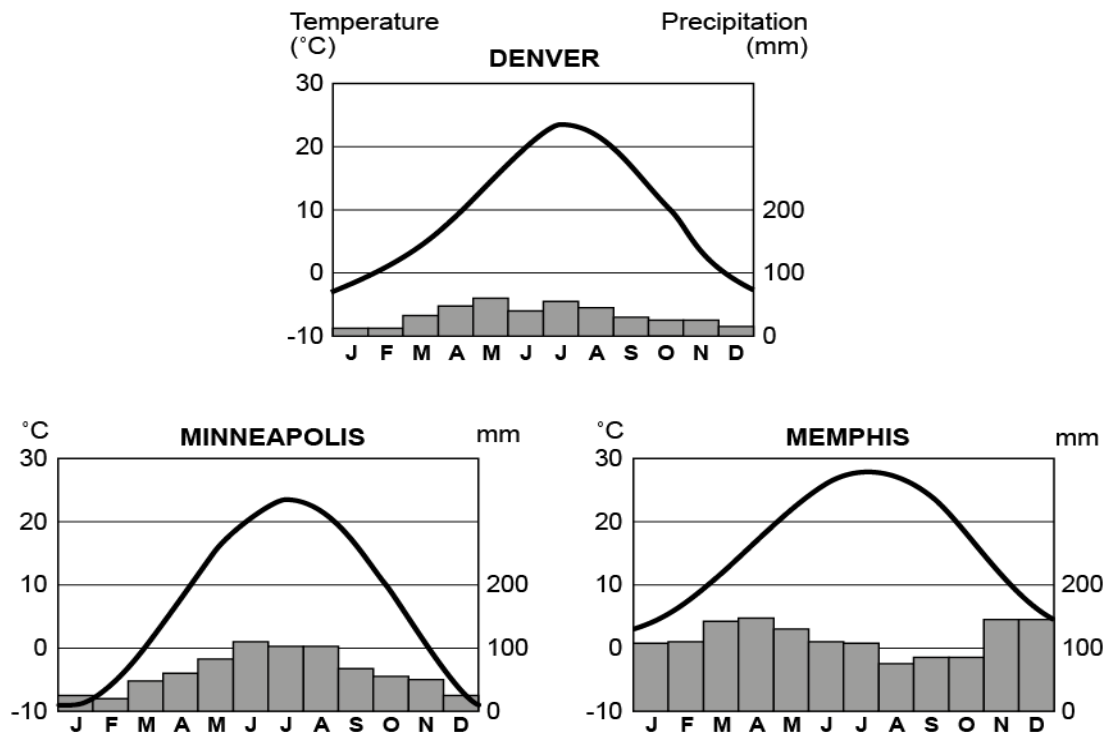 Temperature Precipitation
(˚C) (mm)
DENVER
30
20
10 200
0 100
-10 0
J F M A M J J A S O N D
˚C MINNEAPOLIS mm
30
20
10 200
0 100
-10 0
J F M A M J J A S O N D
˚C MEMPHIS mm
30
20
10 200
0 100
-10 0
J F M A M J J A S O N D